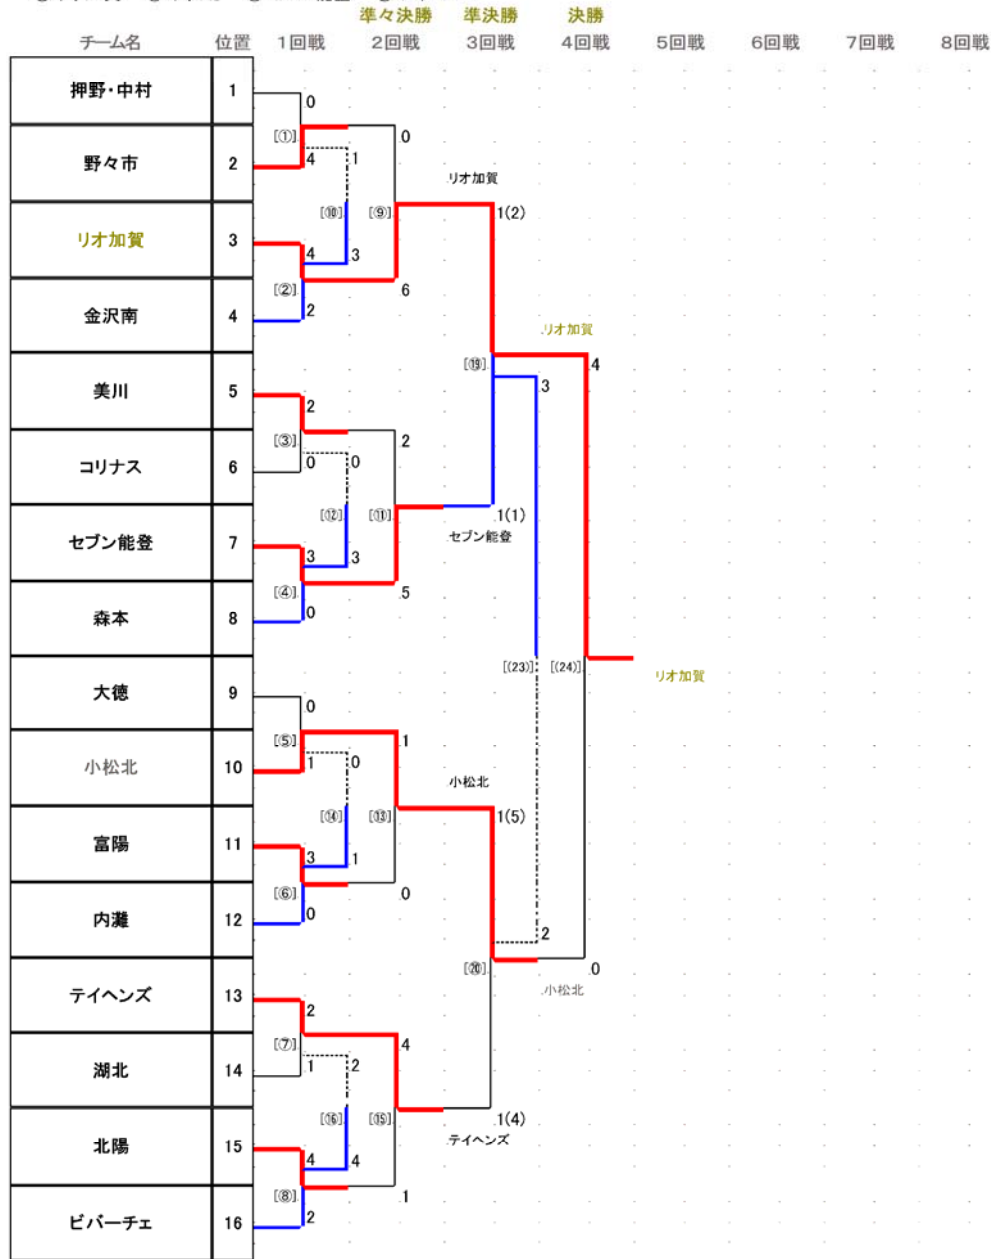 準々決勝 準決勝 決勝
チーム名 位置 1回戦 2回戦 3回戦 4回戦 5回戦 6回戦 7回戦 8回戦
押野・中村 1
0
[①] 0
野々市 2 4 1
リオ加賀
[⑩] [⑨] 1(2)
リオ加賀 3
4 3
[②] 6
金沢南 4 2
リオ加賀
[⑲] 4
美川 5 3
2
[③] 2
コリナス 6 0 0
[⑫] [⑪] 1(1)
セブン能登 7 セブン能登
3 3
[④] 5
森本 8 0
[(23)] [(24)]
リオ加賀
大徳 9
0
[⑤] 1
小松北 10 1 0
小松北
[⑭] [⑬] 1(5)
富陽 11
3 1
[⑥] 0
内灘 12 0
2
[⑳] 0
小松北
テイヘンズ 13
2
[⑦] 4
湖北 14 1 2
[⑯] [⑮] 1(4)
テイヘンズ
北陽 15
4 4
[⑧] 1
ビバーチェ 16 2